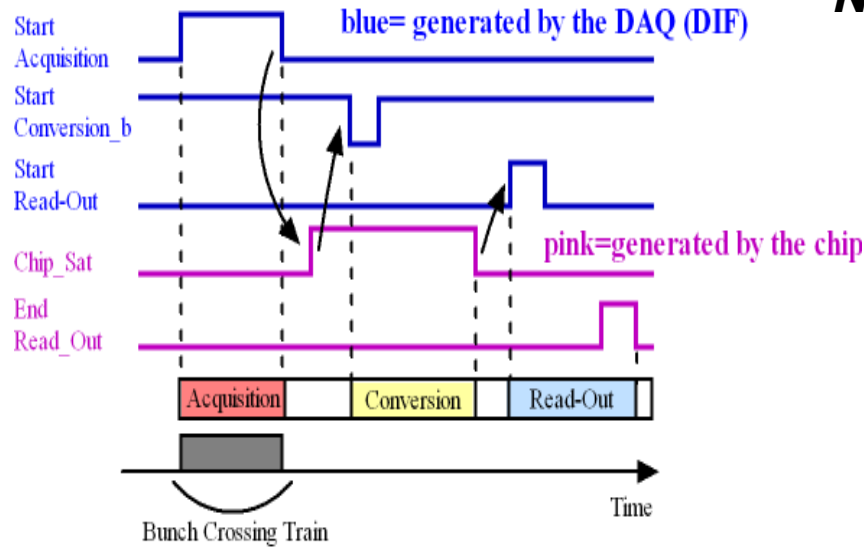 N
blue= generated by the DAQ (DIF)
Start
Acquisition
Start
Conversion_b
Start
Read-Out
pink=generated by the chip
Chip_Sat
End
Read_Out
Acquisition
Conversion
Read-Out
Time
Bunch Crossing Train